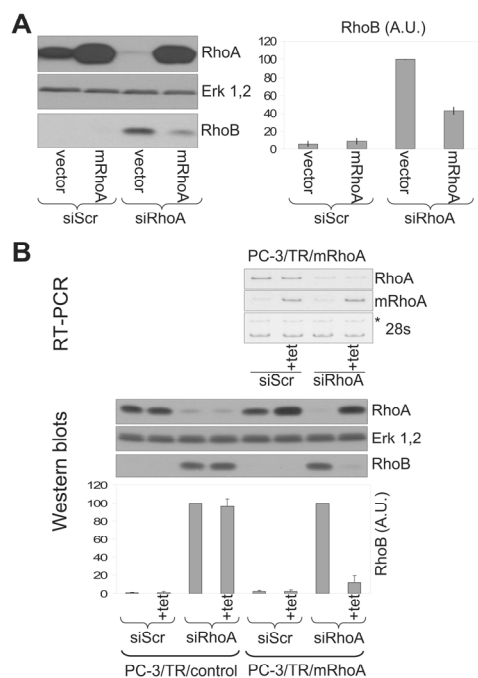 A
RhoA
Erk 1,2
RhoB
vector
mRhoA
vector
mRhoA
siScr
siRhoA
RhoB (A.U.)
120
100
80
60
40
20
0
vector
mRhoA
vector
mRhoA
siScr
siRhoA
B
RT-PCR
PC-3/TR/mRhoA
RhoA
mRhoA
*
28s
+tet
+tet
siScr
siRhoA
Western blots
RhoA
Erk 1,2
RhoB
120
100
80
60
40
20
0
RhoB (A.U.)
+tet
+tet
+tet
+tet
siScr
siRhoA
siScr
siRhoA
PC-3/TR/control
PC-3/TR/mRhoA